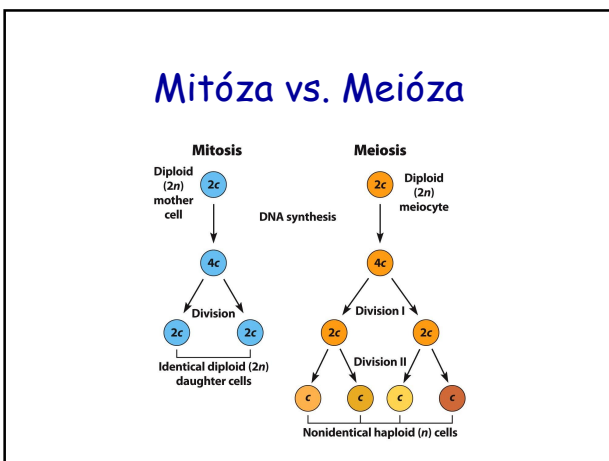 Mitóza vs. Meióza
Mitosis
Meiosis
Diploid
(2n)
mother
cell
2c
2c
Diploid
(2n)
meiocyte
DNA synthesis
4c
4c
Division
Division I
2c
2c
2c
2c
Identical diploid (2n)
daughter cells
Division II
c
c
c
c
Nonidentical haploid (n) cells